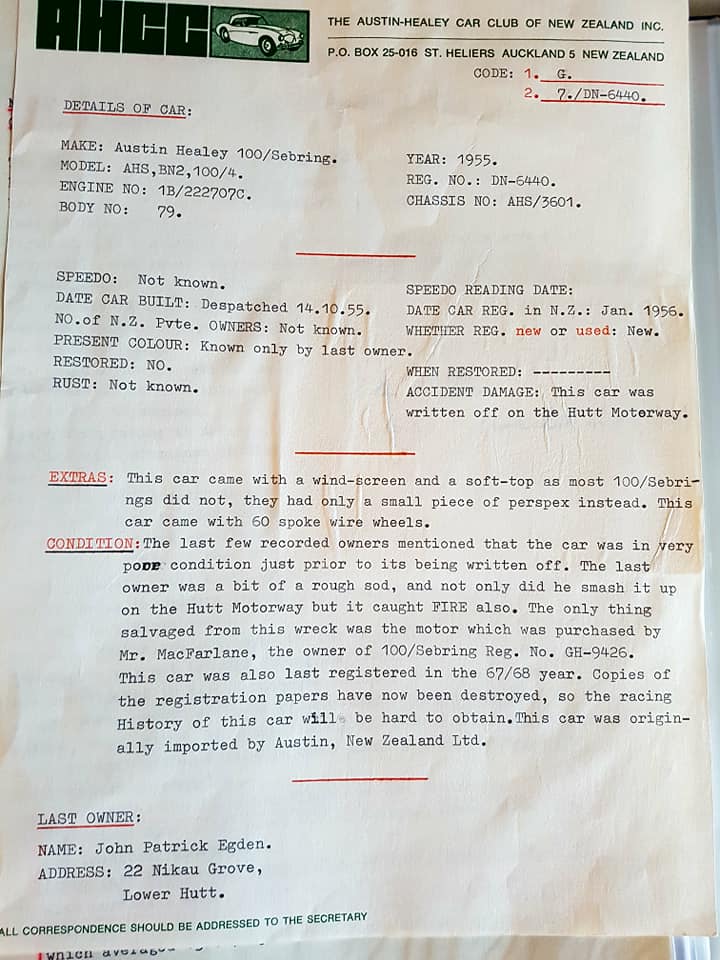 AHCC
THE AUSTIN-HEALEY CAR CLUB OF NEW ZEALAND INC.
P.O. BOX 25-016 ST. HELIERS AUCKLAND 5 NEW ZEALAND
CODE: 1. G.
2. 7./DN-6440.
DETAILS OF CAR:
MAKE: Austin Healey 100/Sebring.
MODEL: AHS,BN2,100/4.
ENGINE NO: 1B/222707C.
BODY NO: 79.
YEAR: 1955.
REG. NO.: DN-6440.
CHASSIS NO: AHS/3601.
SPEEDO: Not known.
DATE CAR BUILT: Despatched 14.10.55.
NO.of N.Z. Pvte. OWNERS: Not known.
PRESENT COLOUR: Known only by last owner.
RESTORED: NO.
RUST: Not known.
SPEEDO READING DATE:
DATE CAR REG. in N.Z.: Jan. 1956.
WHETHER REG. new or used: New.
WHEN RESTORED: ---------
ACCIDENT DAMAGE: This car was
written off on the Hutt Motorway.
EXTRAS: This car came with a wind-screen and a soft-top as most 100/Sebri-
ngs did not, they had only a small piece of perspex instead. This
car came with 60 spoke wire wheels.
CONDITION:The last few recorded owners mentioned that the car was in very
poor condition just prior to its being written off. The last
owner was a bit of a rough sod, and not only did he smash it up
on the Hutt Motorway but it caught FIRE also. The only thing
salvaged from this wreck was the motor which was purchased by
Mr. MacFarlane, the owner of 100/Sebring Reg. No. GH-9426.
This car was also last registered in the 67/68 year. Copies of
the registration papers have now been destroyed, so the racing
History of this car will be hard to obtain.This car was origin-
ally imported by Austin, New Zealand Ltd.
LAST OWNER:
NAME: John Patrick Egden.
ADDRESS: 22 Nikau Grove,
Lower Hutt.
ALL CORRESPONDENCE SHOULD BE ADDRESSED TO THE SECRETARY
which averaged